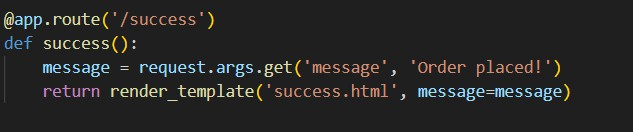 @app.route('/success')
def success():
    message = request.args.get('message', 'Order placed!')
    return render_template('success.html', message=message)